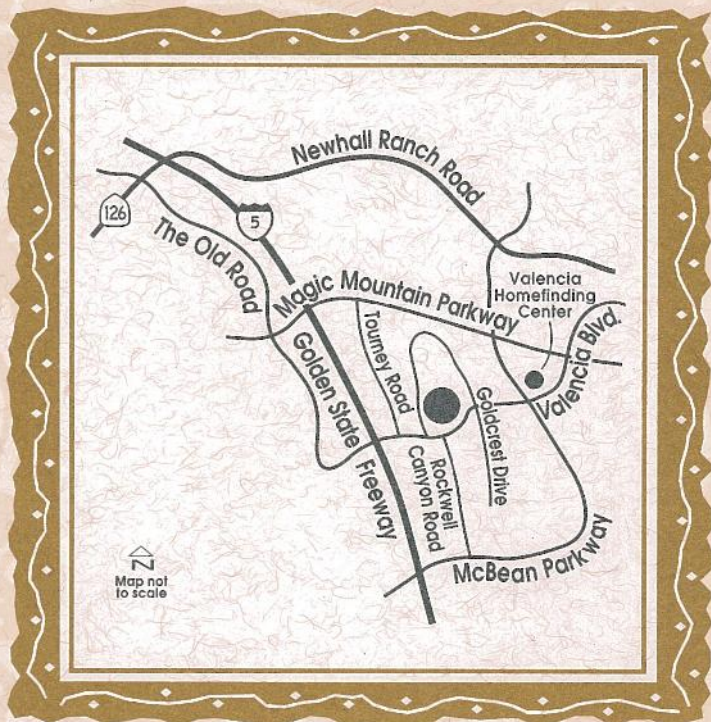 Newhall Ranch Road
126
5
The Old Road
Valencia
Homefinding
Center
Magic Mountain Parkway
Valencia Blvd.
Tourney Road
Golden State Freeway
Goldcrest Drive
Rockwell
Canyon Road
McBean Parkway
N
Map not
to scale